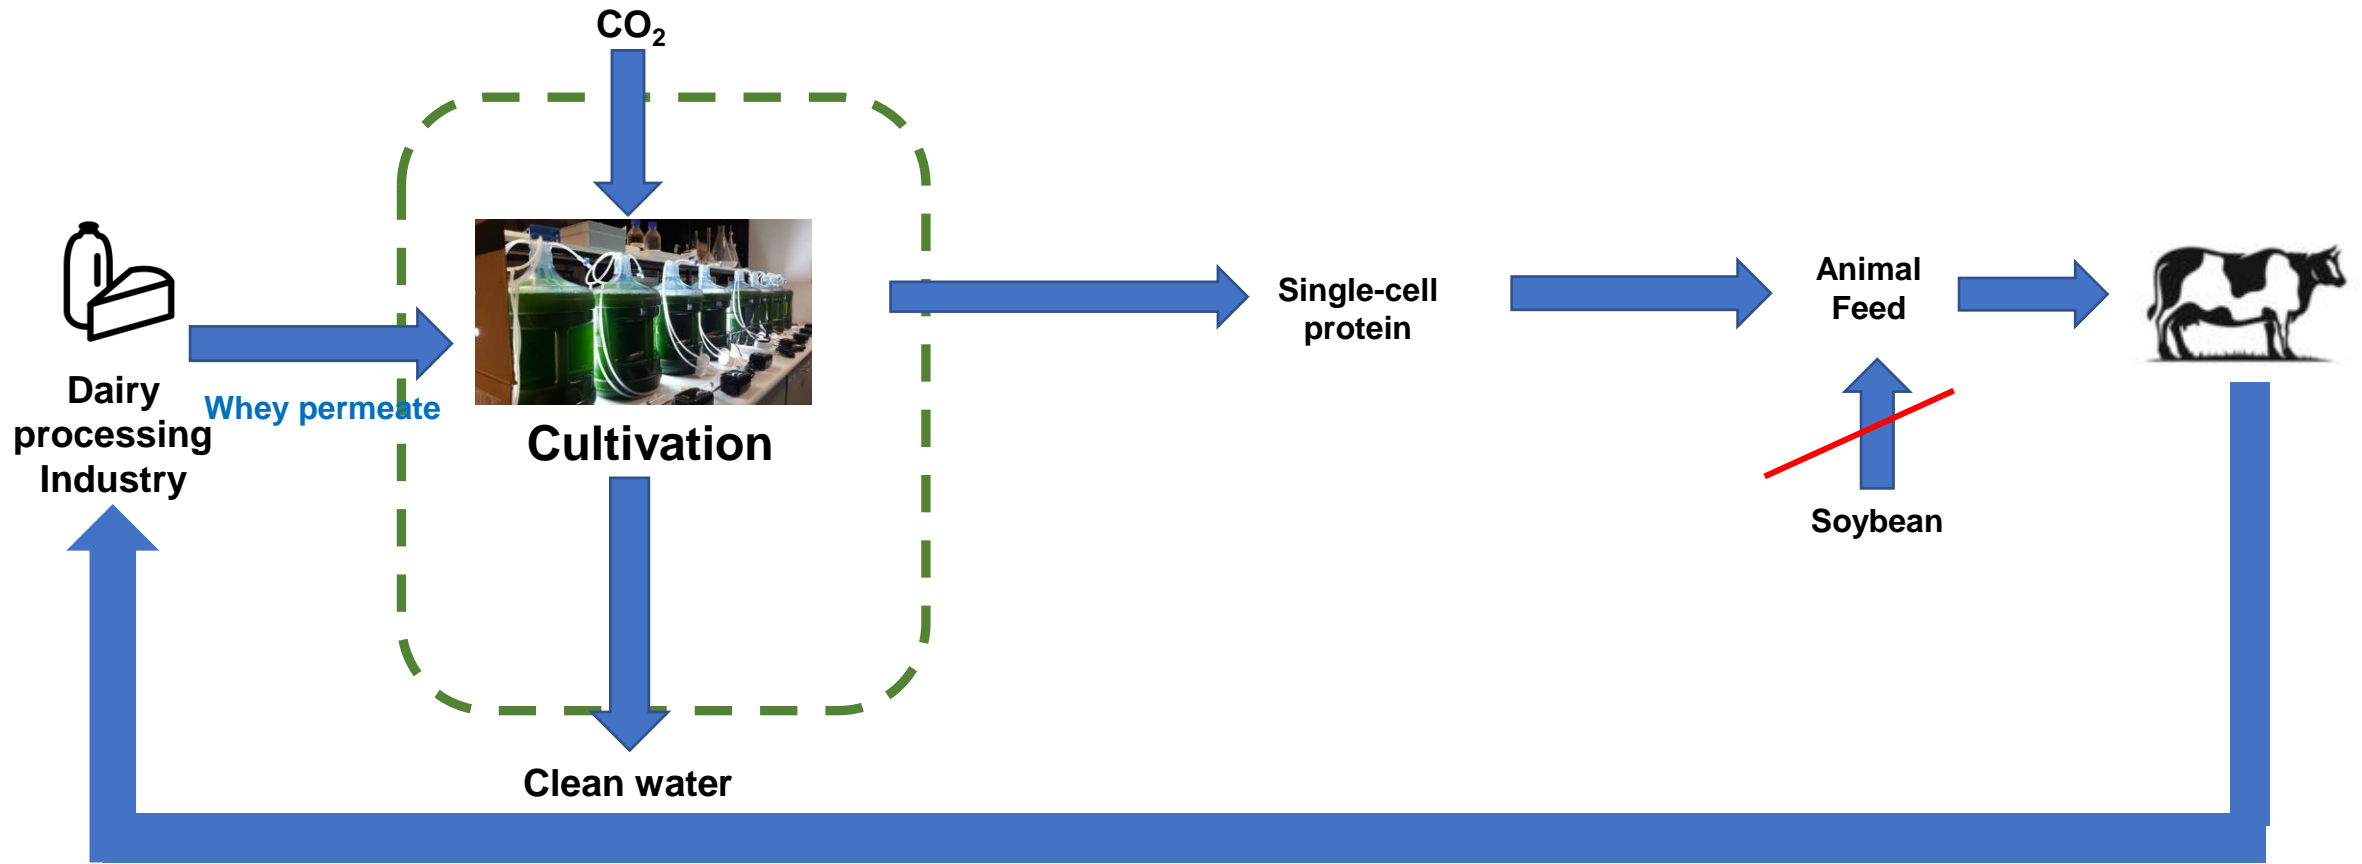 CO₂
Dairy
processing
Industry
Whey permeate
Cultivation
Clean water
Single-cell
protein
Animal
Feed
Soybean